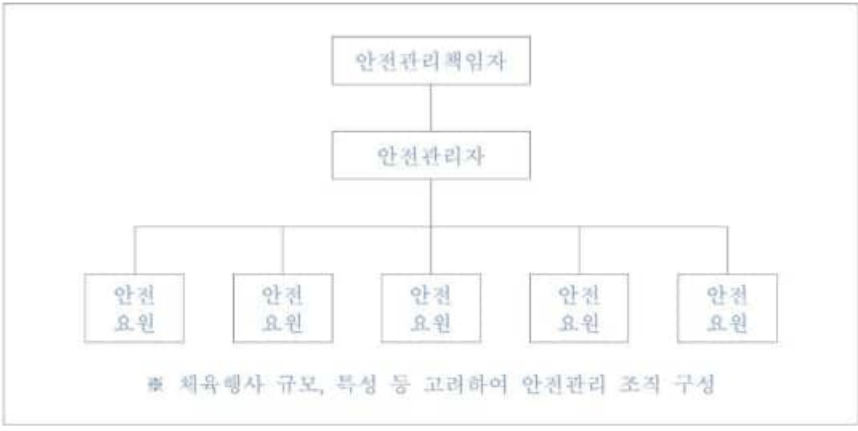 안전관리책임자
안전관리자
안전 안전 안전 안전 안전
요원 요원 요원 요원 요원
※ 체육행사 규모, 특성 등 고려하여 안전관리 조직 구성